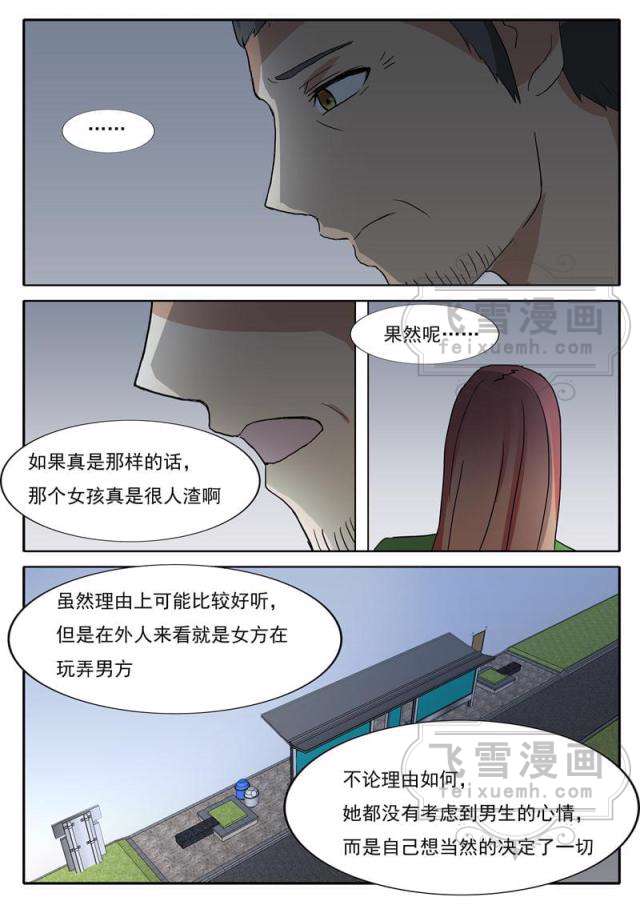 ……
飞雪漫画
feixuemh.com
果然呢……
如果真是那样的话，
那个女孩真是很人渣啊
虽然理由上可能比较好听，
但是在外人来看就是女方在
玩弄男方
飞雪漫画
feixuemh.com
不论理由如何，
她都没有考虑到男生的心情，
而是自己想当然的决定了一切